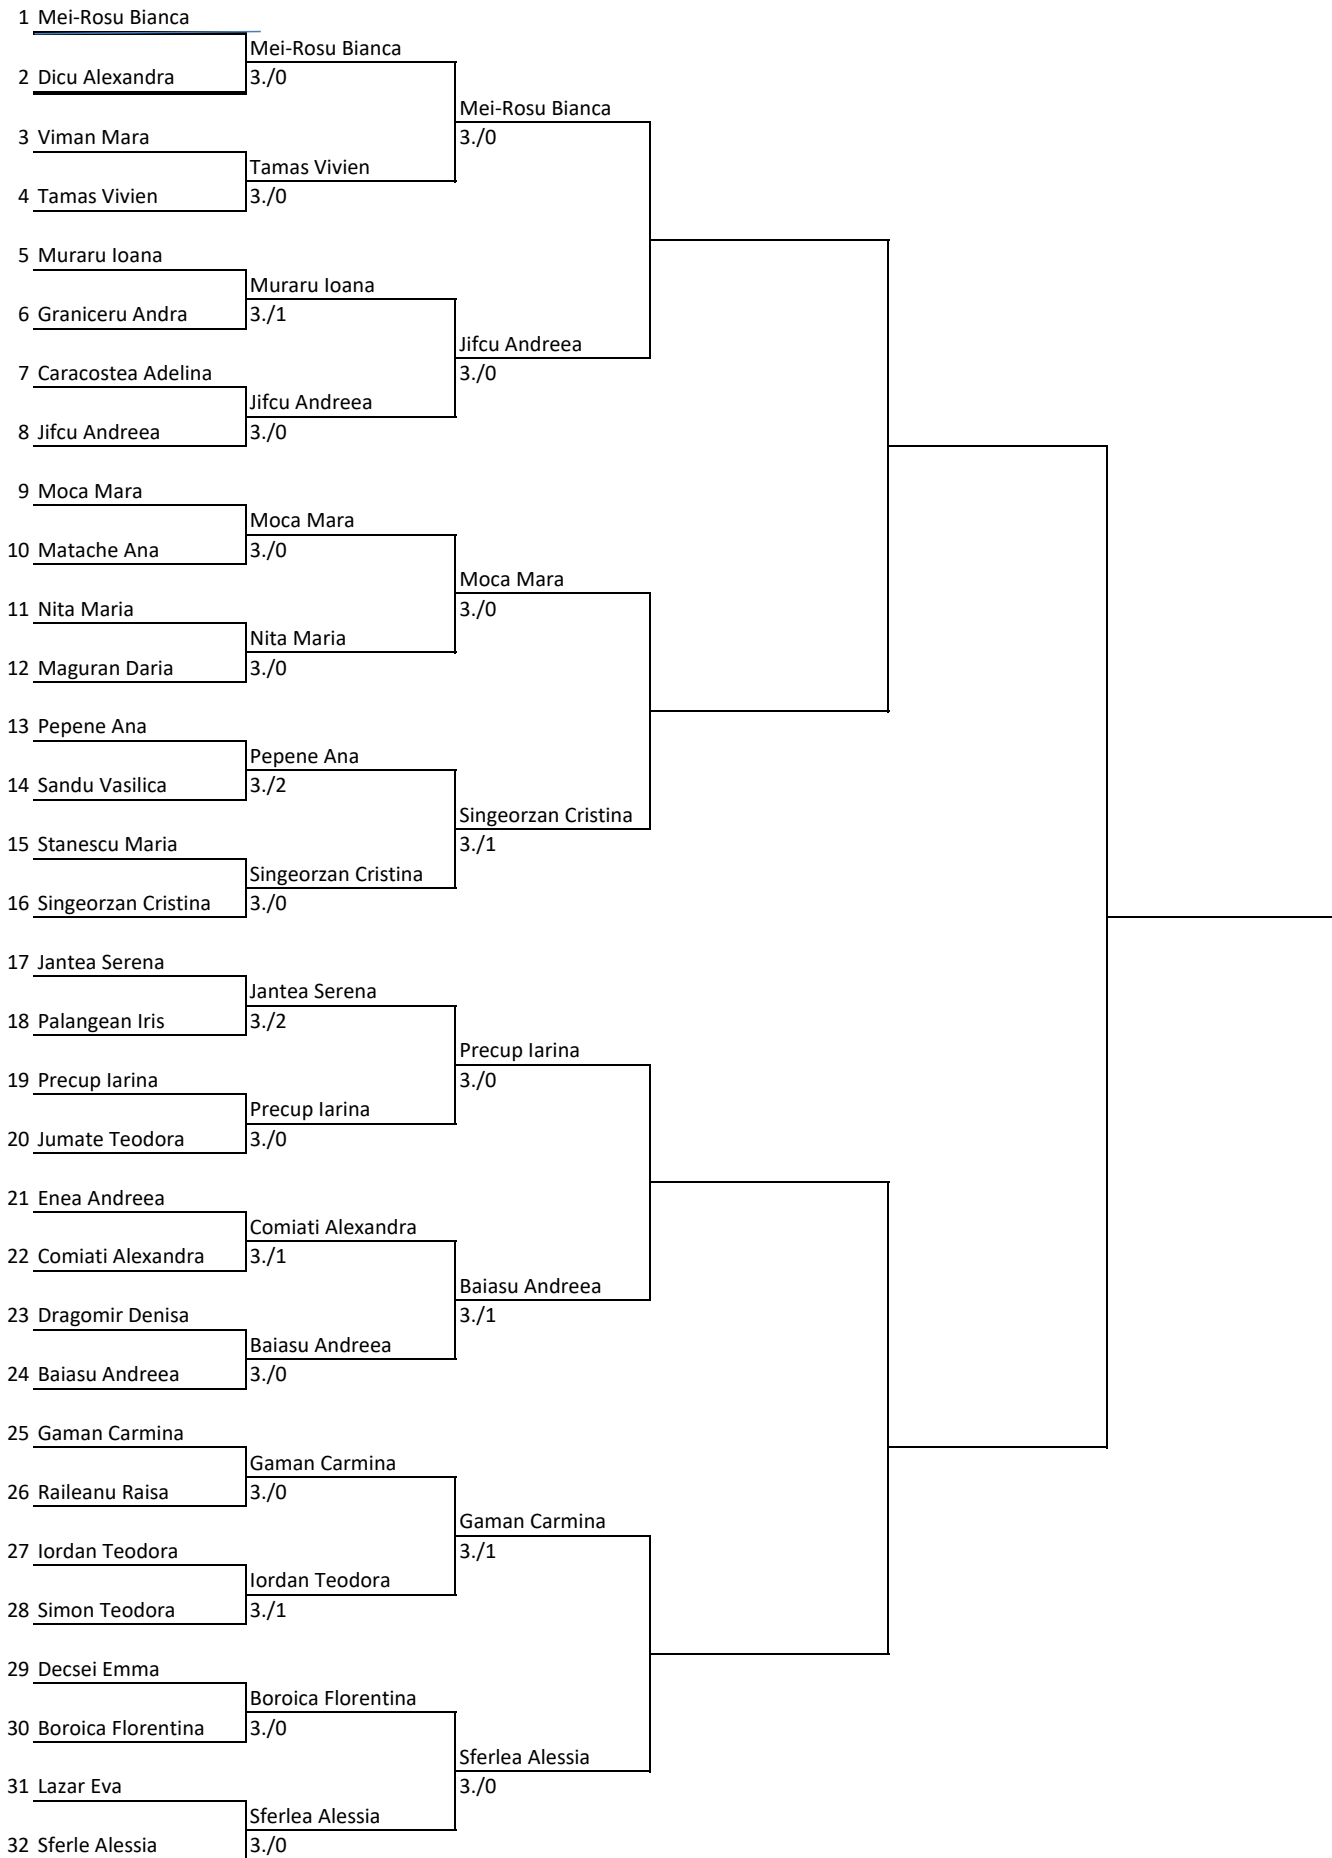 1 Mei-Rosu Bianca
Mei-Rosu Bianca
2 Dicu Alexandra 3./0
Mei-Rosu Bianca
3 Viman Mara 3./0
Tamas Vivien
4 Tamas Vivien 3./0
5 Muraru Ioana
Muraru Ioana
6 Graniceru Andra 3./1
Jifcu Andreea
7 Caracostea Adelina 3./0
Jifcu Andreea
8 Jifcu Andreea 3./0
9 Moca Mara
Moca Mara
10 Matache Ana 3./0
Moca Mara
11 Nita Maria 3./0
Nita Maria
12 Maguran Daria 3./0
13 Pepene Ana
Pepene Ana
14 Sandu Vasilica 3./2
Singeorzan Cristina
15 Stanescu Maria 3./1
Singeorzan Cristina
16 Singeorzan Cristina 3./0
17 Jantea Serena
Jantea Serena
18 Palangean Iris 3./2
Precup Iarina
19 Precup Iarina 3./0
Precup Iarina
20 Jumate Teodora 3./0
21 Enea Andreea
Comiati Alexandra
22 Comiati Alexandra 3./1
Baiasu Andreea
23 Dragomir Denisa 3./1
Baiasu Andreea
24 Baiasu Andreea 3./0
25 Gaman Carmina
Gaman Carmina
26 Raileanu Raisa 3./0
Gaman Carmina
27 Iordan Teodora 3./1
Iordan Teodora
28 Simon Teodora 3./1
29 Decsei Emma
Boroica Florentina
30 Boroica Florentina 3./0
Sferlea Alessia
31 Lazar Eva 3./0
Sferlea Alessia
32 Sferle Alessia 3./0